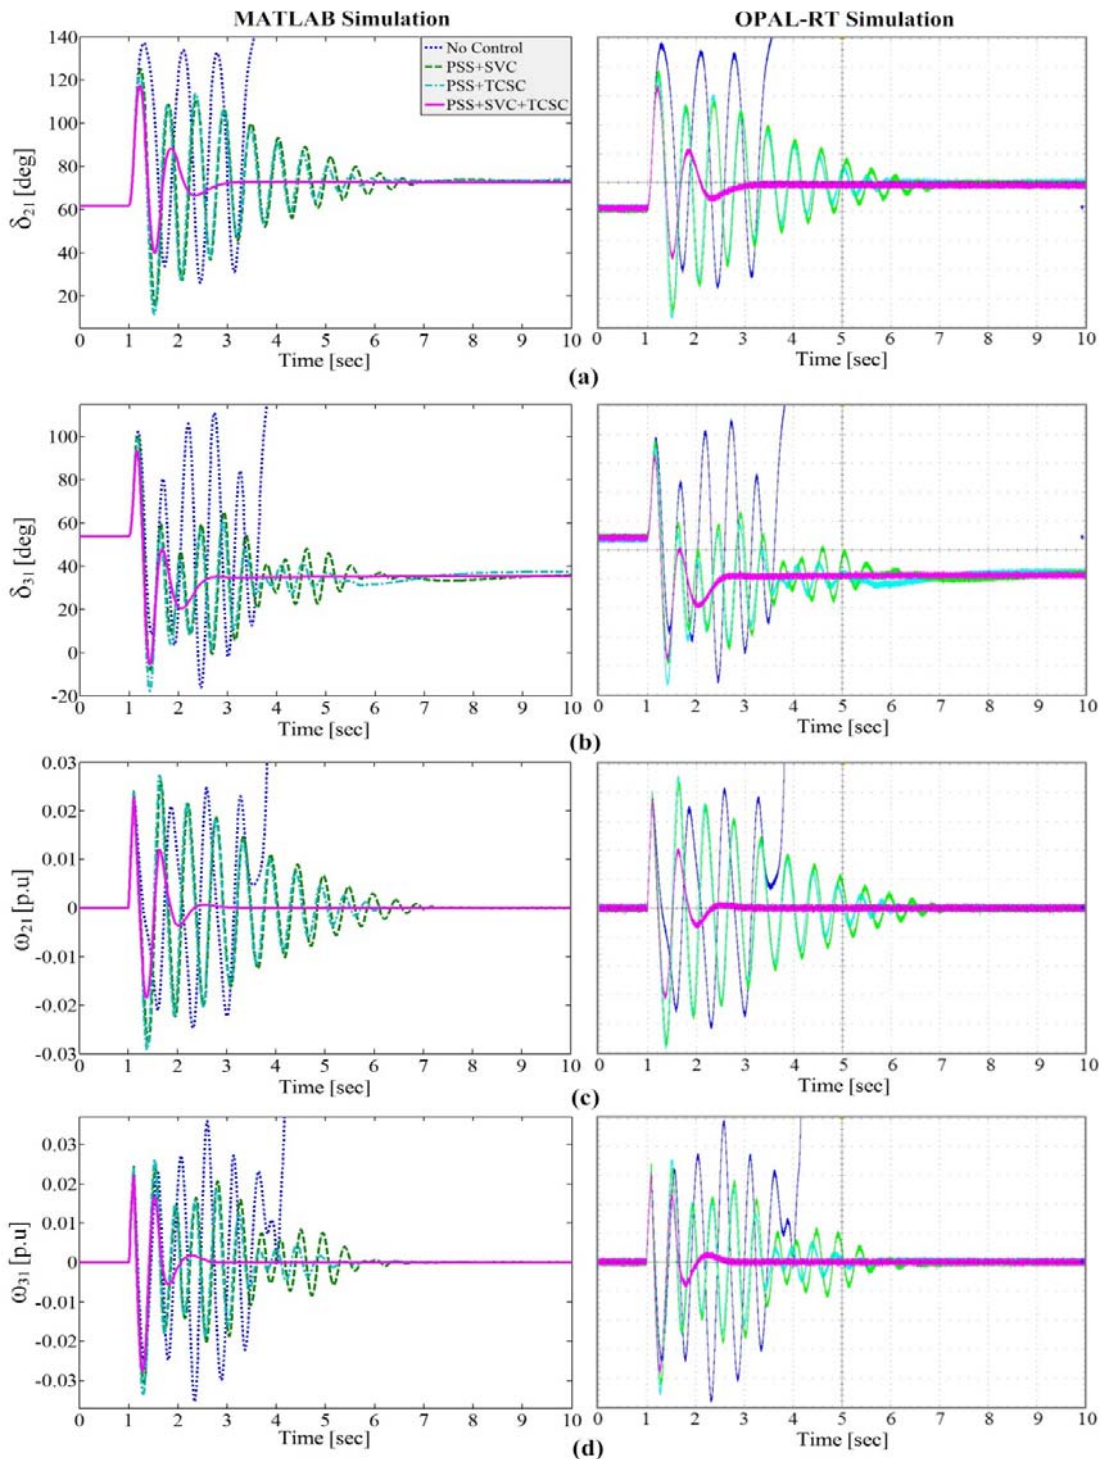 MATLAB Simulation
OPAL-RT Simulation
No Control
PSS+SVC
PSS+TCSC
PSS+SVC+TCSC
δ21 [deg]
140
120
100
80
60
40
20
0 1 2 3 4 5 6 7 8 9 10
Time [sec]
0 1 2 3 4 5 6 7 8 9 10
Time [sec]
(a)
δ31 [deg]
100
80
60
40
20
0
-20
0 1 2 3 4 5 6 7 8 9 10
Time [sec]
0 1 2 3 4 5 6 7 8 9 10
Time [sec]
(b)
ω21 [p.u]
0.03
0.02
0.01
0
-0.01
-0.02
-0.03
0 1 2 3 4 5 6 7 8 9 10
Time [sec]
0 1 2 3 4 5 6 7 8 9 10
Time [sec]
(c)
ω31 [p.u]
0.03
0.02
0.01
0
-0.01
-0.02
-0.03
0 1 2 3 4 5 6 7 8 9 10
Time [sec]
0 1 2 3 4 5 6 7 8 9 10
Time [sec]
(d)